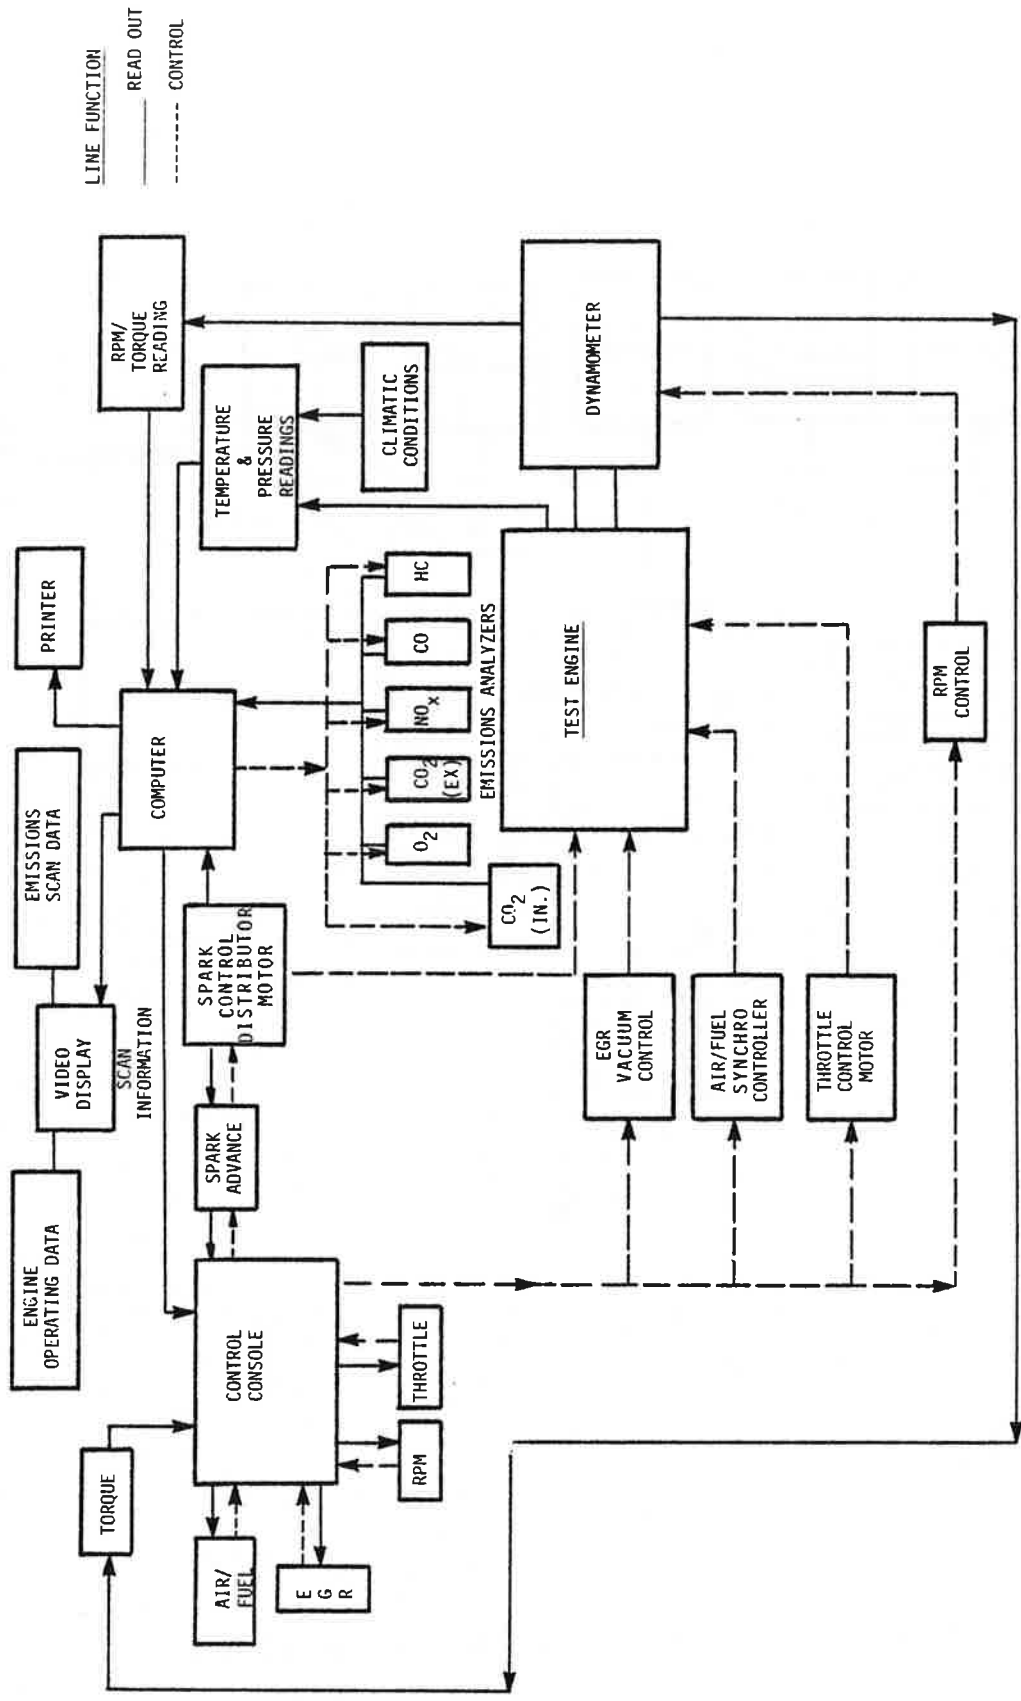 LINE FUNCTION
READ OUT
CONTROL
ENGINE
OPERATING DATA
VIDEO
DISPLAY
EMISSIONS
SCAN DATA
PRINTER
SCAN
INFORMATION
TORQUE
COMPUTER
RPM/
TORQUE
READING
AIR/
FUEL
CONTROL
CONSOLE
SPARK
ADVANCE
SPARK
CONTROL
DISTRIBUTOR
MOTOR
TEMPERATURE
&
PRESSURE
READINGS
E
G
R
RPM
THROTTLE
O2
CO2
(EX)
NOx
CO
HC
CLIMATIC
CONDITIONS
EMISSIONS ANALYZERS
CO2
(IN.)
TEST ENGINE
DYNAMOMETER
EGR
VACUUM
CONTROL
AIR/FUEL
SYNCHRO
CONTROLLER
THROTTLE
CONTROL
MOTOR
RPM
CONTROL